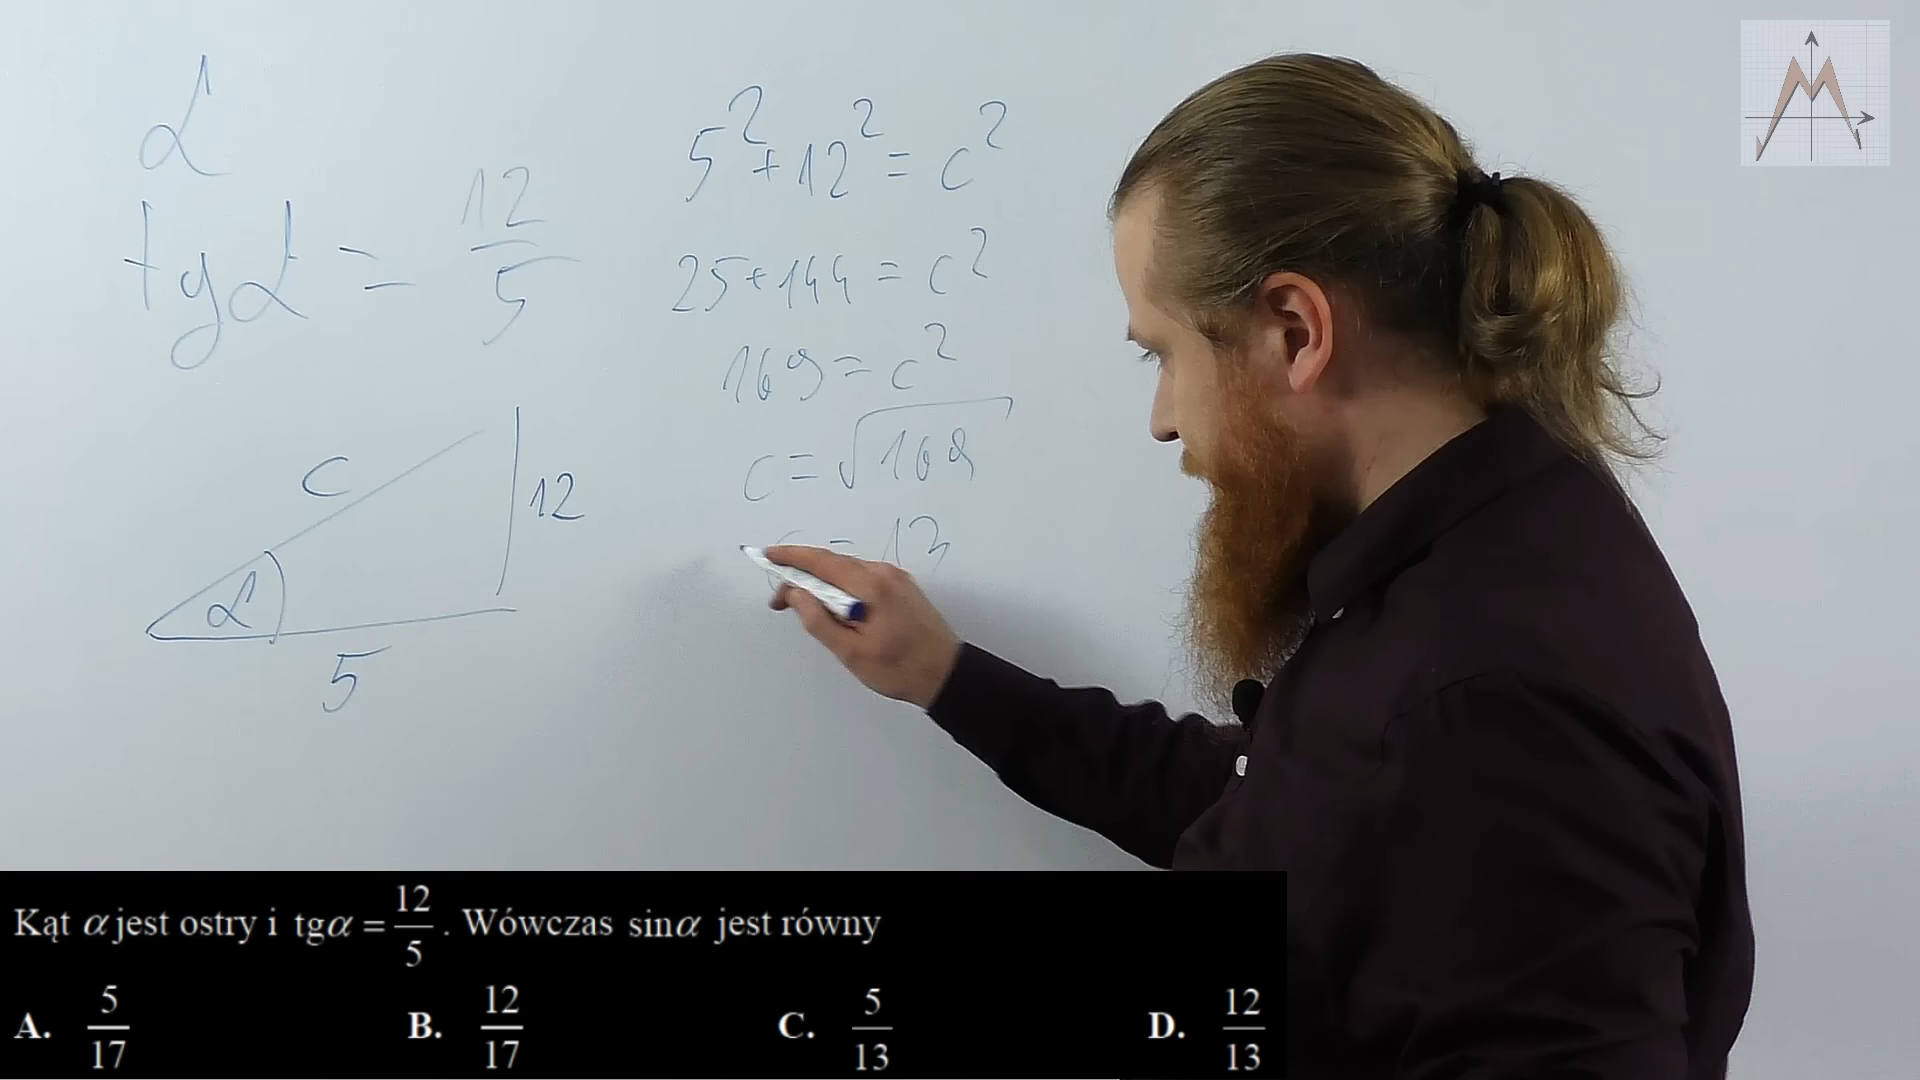 α
tgα = 12/5
c
12
α
5
5² + 12² = c²
25 + 144 = c²
169 = c²
c = √169
c = 13
Kąt α jest ostry i tgα = 12/5 . Wówczas sinα jest równy
A. 5/17 B. 12/17 C. 5/13 D. 12/13